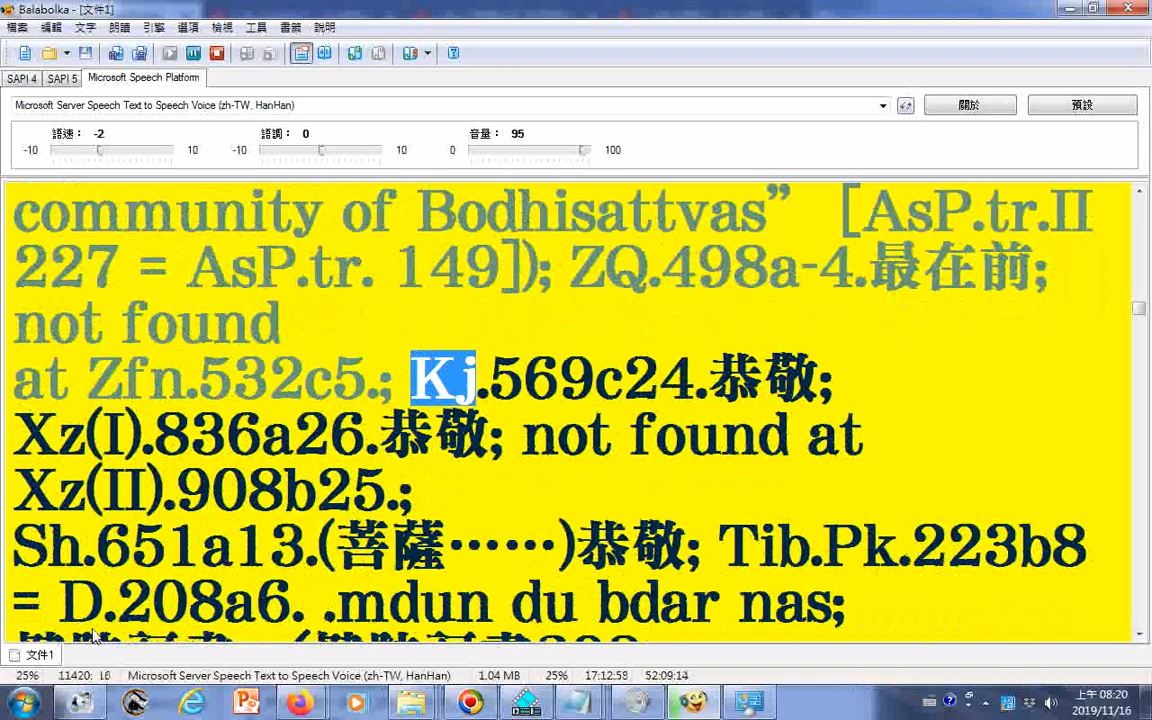 Balabolka - [文件1]
檔案 編輯 文字 朗讀 引擎 選項 檢視 工具 書籤 說明
SAPI 4 SAPI 5 Microsoft Speech Platform
Microsoft Server Speech Text to Speech Voice (zh-TW, HanHan) 關於 預設
語速： -2 語調： 0 音量： 95
-10 10 -10 10 0 100
community of Bodhisattvas” [AsP.tr.II
227 = AsP.tr. 149]); ZQ.498a-4.最在前;
not found
at Zfn.532c5.; Kj.569c24.恭敬;
Xz(I).836a26.恭敬; not found at
Xz(II).908b25.;
Sh.651a13.(菩薩……)恭敬; Tib.Pk.223b8
= D.208a6. .mdun du bdar nas;
文件1
25% 11420: 16 Microsoft Server Speech Text to Speech Voice (zh-TW, HanHan) 1.04 MB 25% 17:12:58 52:09:14
上午 08:20
2019/11/16